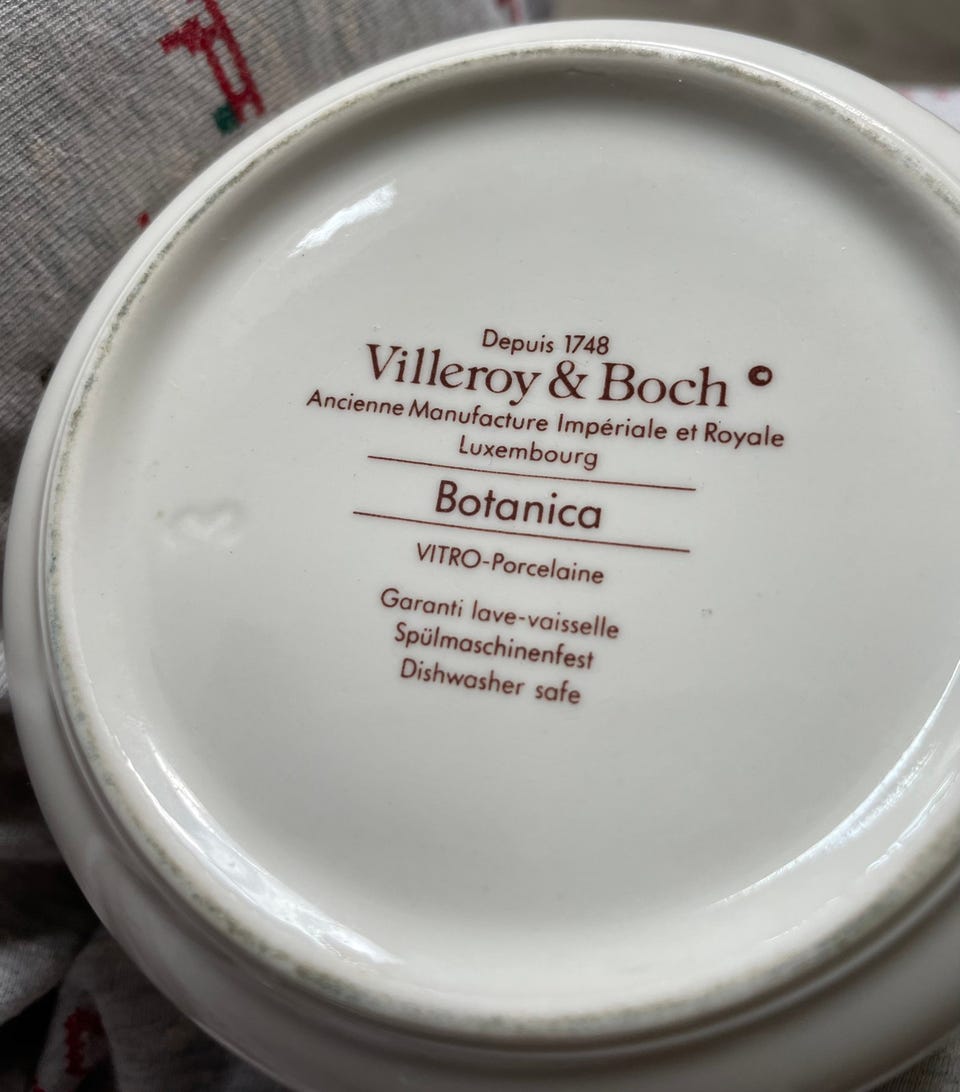 Depuis 1748
Villeroy & Boch ©
Ancienne Manufacture Impériale et Royale
Luxembourg
Botanica
VITRO-Porcelaine
Garanti lave-vaisselle
Spülmaschinenfest
Dishwasher safe